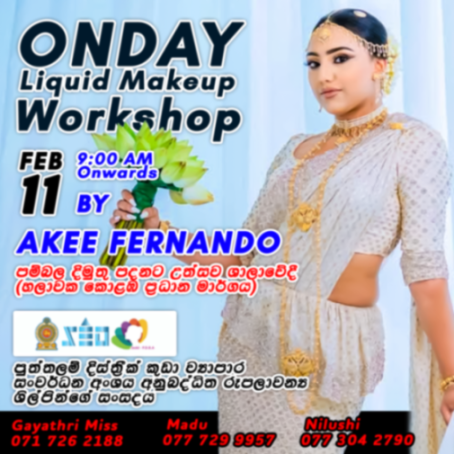 ONDAY
Liquid Makeup
Workshop
FEB
11
9:00 AM
Onwards
BY
AKEE FERNANDO
පම්බල දිමුතු පදනට උත්සව ශාලාවේදී
(හලාවත කොළඹ ප්‍රධාන මාර්ගය)
SED
පුත්තලම් දිස්ත්‍රික් කුඩා ව්‍යාපාර
සංවර්ධන අංශය අනුබද්ධිත රූපලාවන්‍ය
ශිල්පීන්ගේ සංසදය
Gayathri Miss
071 726 2188
Madu
077 729 9957
Nilushi
077 304 2790